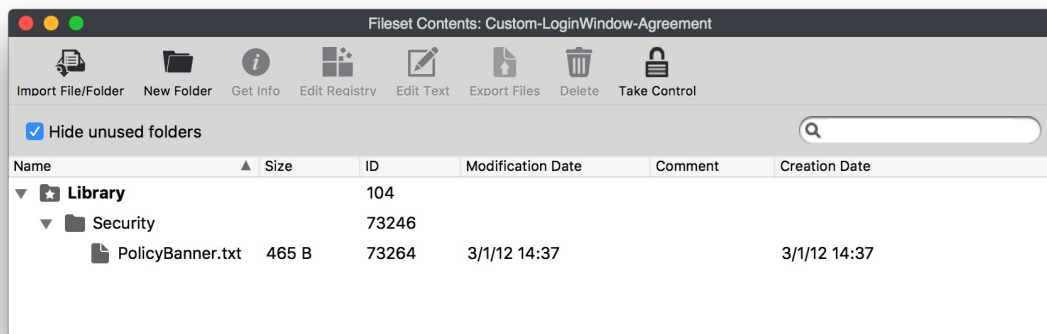 Fileset Contents: Custom-LoginWindow-Agreement
Import File/Folder New Folder Get Info Edit Registry Edit Text Export Files Delete Take Control
Hide unused folders
Name Size ID Modification Date Comment Creation Date
Library 104
Security 73246
PolicyBanner.txt 465 B 73264 3/1/12 14:37 3/1/12 14:37